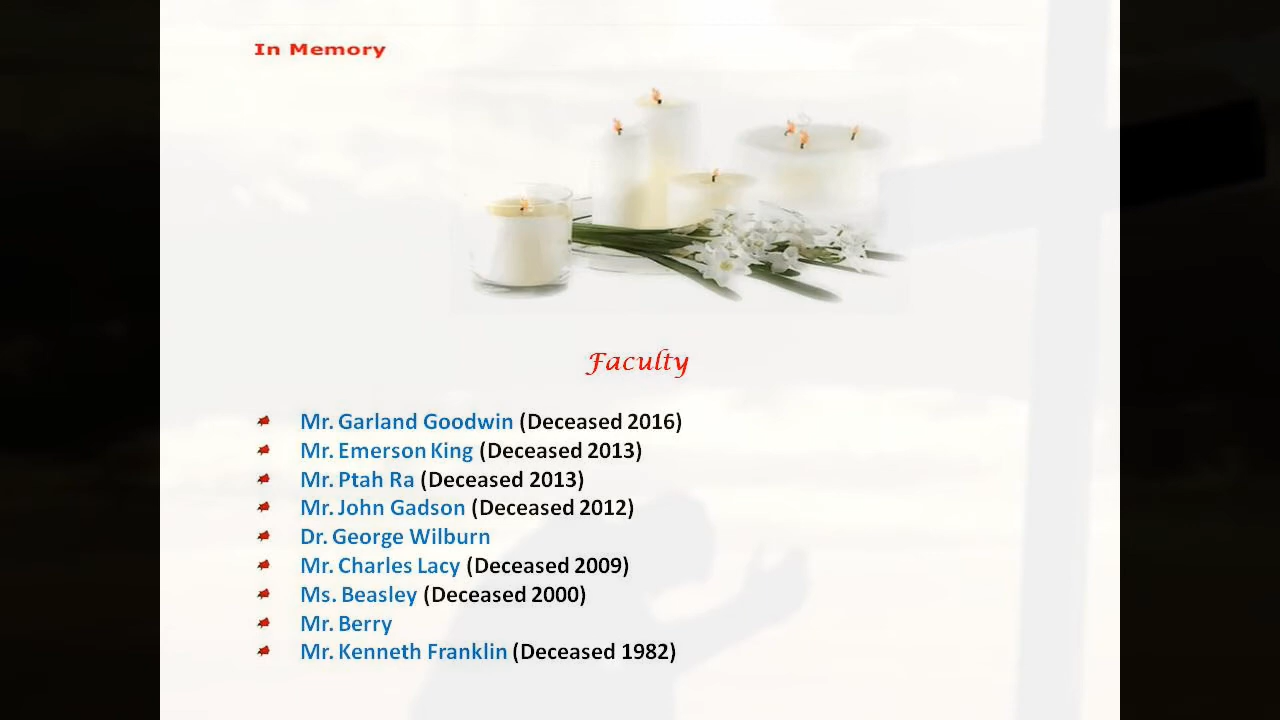 In Memory
Faculty
Mr. Garland Goodwin (Deceased 2016)
Mr. Emerson King (Deceased 2013)
Mr. Ptah Ra (Deceased 2013)
Mr. John Gadson (Deceased 2012)
Dr. George Wilburn
Mr. Charles Lacy (Deceased 2009)
Ms. Beasley (Deceased 2000)
Mr. Berry
Mr. Kenneth Franklin (Deceased 1982)